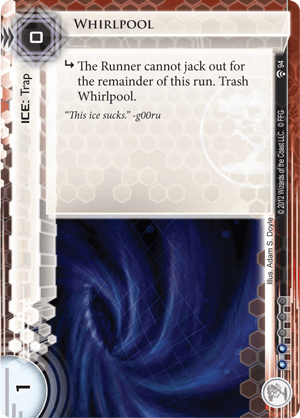 Whirlpool
0
ICE: Trap
↳ The Runner cannot jack out for
the remainder of this run. Trash
Whirlpool.
“This ice sucks.” -g00ru
94
© 2012 Wizards of the Coast LLC. © FFG
Illus. Adam S. Doyle
1